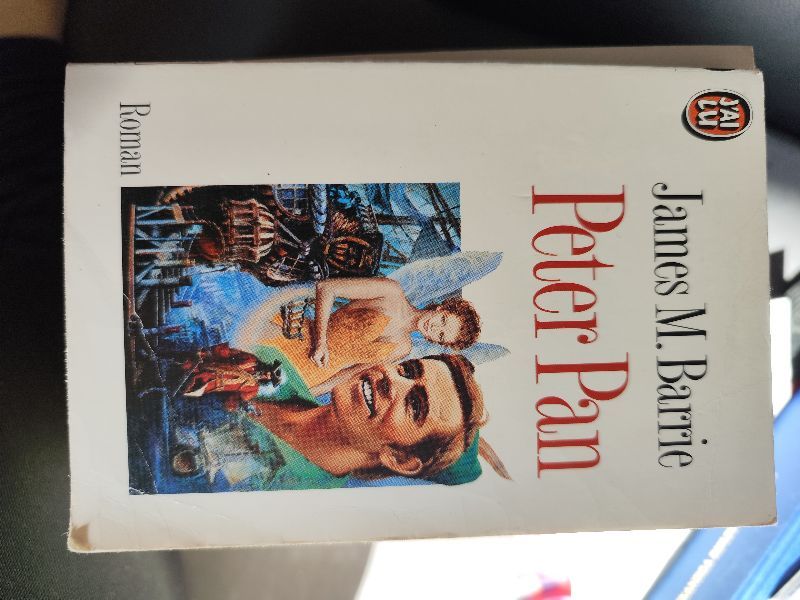 J'AI
LU
James M. Barrie
Peter Pan
Roman